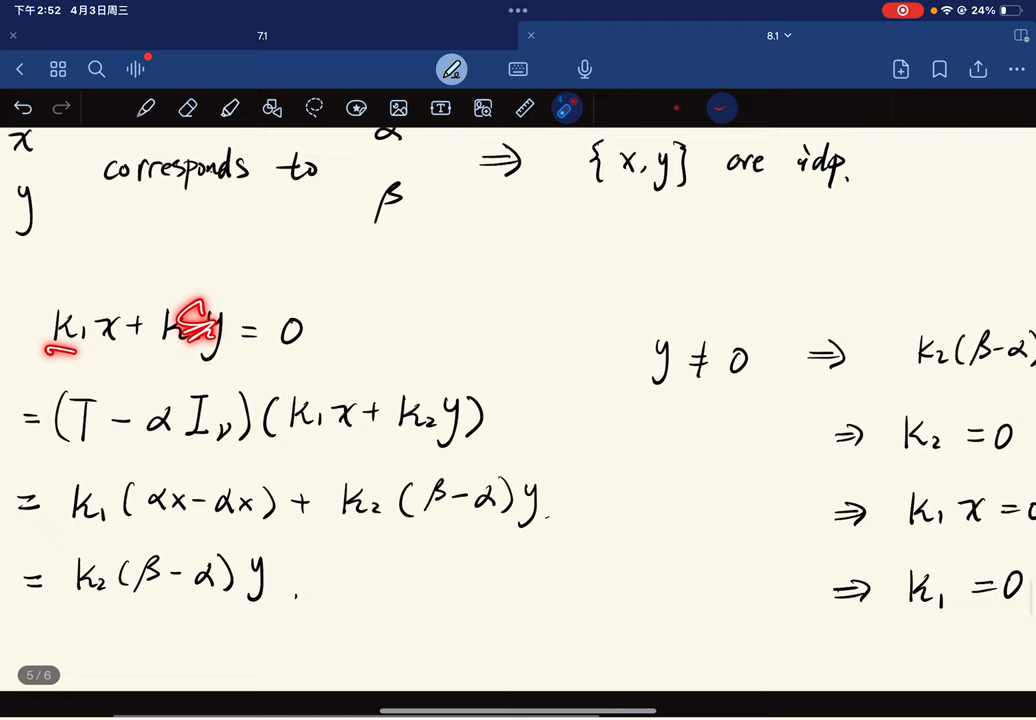 下午2:52 4月3日周三
24%
7.1
8.1
x α
corresponds to ⇒ {x, y} are idp.
y β
k₁x + k y = 0
= (T - αI_V)(k₁x + k₂y)
= k₁(αx - αx) + k₂(β - α)y.
= k₂(β - α)y.
y ≠ 0 ⇒ k₂(β-α)
⇒ k₂ = 0
⇒ k₁x = 0
⇒ k₁ = 0
5 / 6